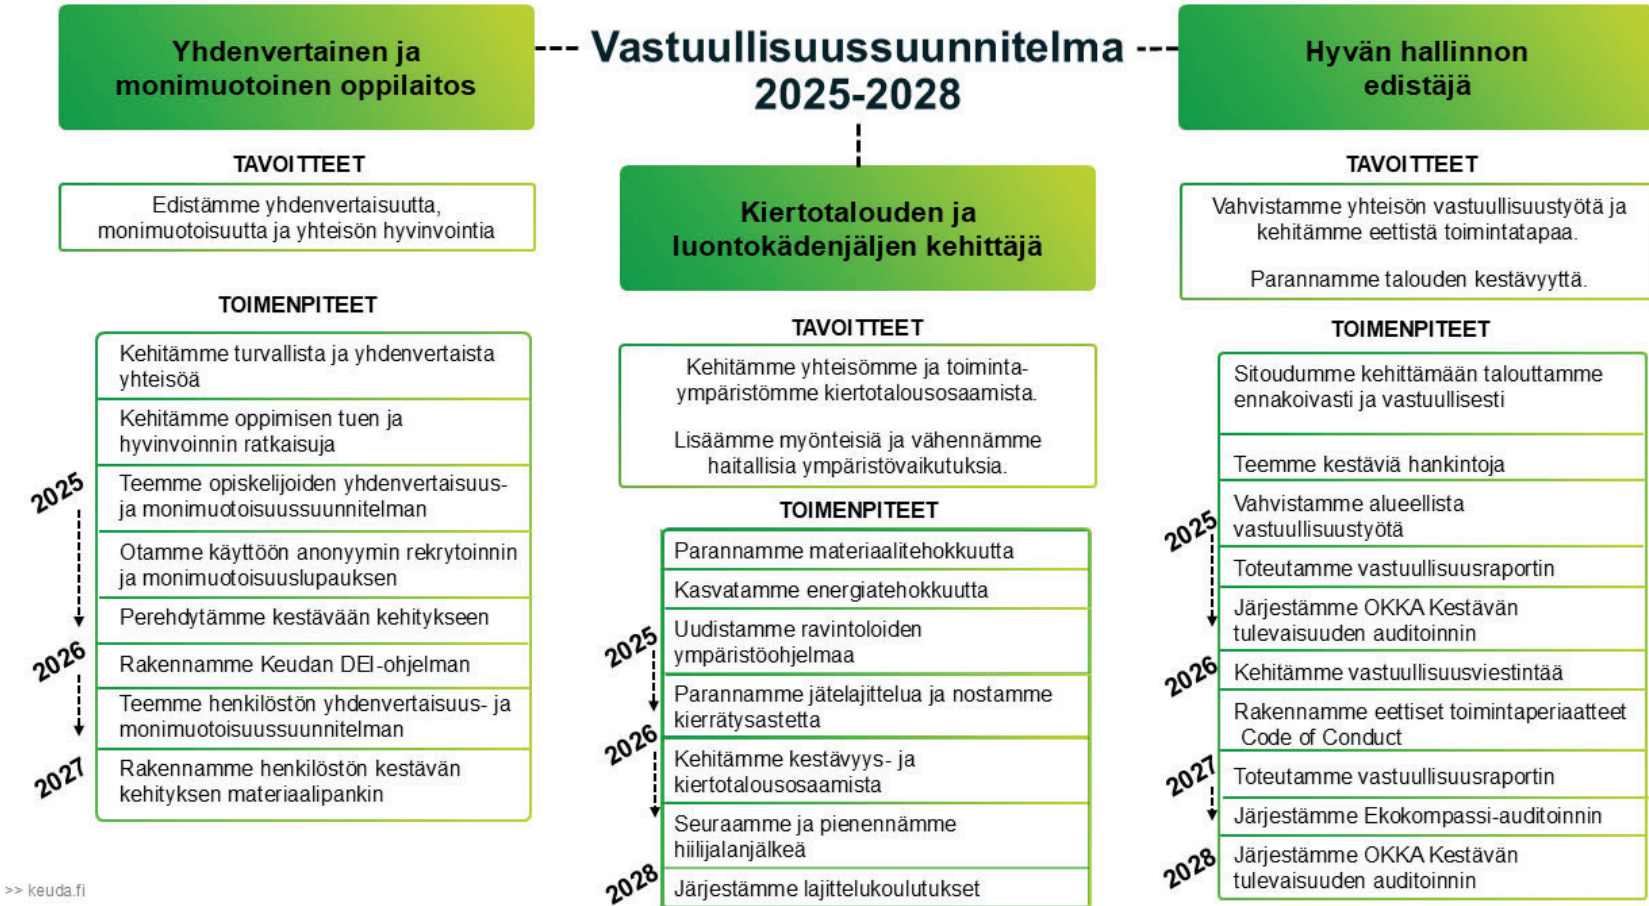 Yhdenvertainen ja
monimuotoinen oppilaitos
Vastuullisuussuunnitelma
2025-2028
Hyvän hallinnon
edistäjä
TAVOITTEET
Edistämme yhdenvertaisuutta,
monimuotoisuutta ja yhteisön hyvinvointia
TOIMENPITEET
Kehitämme turvallista ja yhdenvertaista
yhteisöä
Kehitämme oppimisen tuen ja
hyvinvoinnin ratkaisuja
2025
Teemme opiskelijoiden yhdenvertaisuus-
ja monimuotoisuussuunnitelman
Otamme käyttöön anonyymin rekrytoinnin
ja monimuotoisuuslupauksen
Perehdytämme kestävään kehitykseen
2026
Rakennamme Keudan DEI-ohjelman
Teemme henkilöstön yhdenvertaisuus- ja
monimuotoisuussuunnitelman
2027
Rakennamme henkilöstön kestävän
kehityksen materiaalipankin
Kiertotalouden ja
luontokädenjäljen kehittäjä
TAVOITTEET
Kehitämme yhteisömme ja toiminta-
ympäristömme kiertotalousosaamista.
Lisäämme myönteisiä ja vähennämme
haitallisia ympäristövaikutuksia.
TOIMENPITEET
Parannamme materiaalitehokkuutta
Kasvatamme energiatehokkuutta
2025
Uudistamme ravintoloiden
ympäristöohjelmaa
Parannamme jätelajittelua ja nostamme
kierrätysastetta
2026
Kehitämme kestävyys- ja
kiertotalousosaamista
Seuraamme ja pienennämme
hiilijalanjälkeä
2028
Järjestämme lajittelukoulutukset
TAVOITTEET
Vahvistamme yhteisön vastuullisuustyötä ja
kehitämme eettistä toimintatapaa.
Parannamme talouden kestävyyttä.
TOIMENPITEET
Sitoudumme kehittämään talouttamme
ennakoivasti ja vastuullisesti
Teemme kestäviä hankintoja
2025
Vahvistamme alueellista
vastuullisuustyötä
Toteutamme vastuullisuusraportin
Järjestämme OKKA Kestävän
tulevaisuuden auditoinnin
2026
Kehitämme vastuullisuusviestintää
Rakennamme eettiset toimintaperiaatteet
Code of Conduct
2027
Toteutamme vastuullisuusraportin
Järjestämme Ekokompassi-auditoinnin
2028
Järjestämme OKKA Kestävän
tulevaisuuden auditoinnin
>> keuda.fi